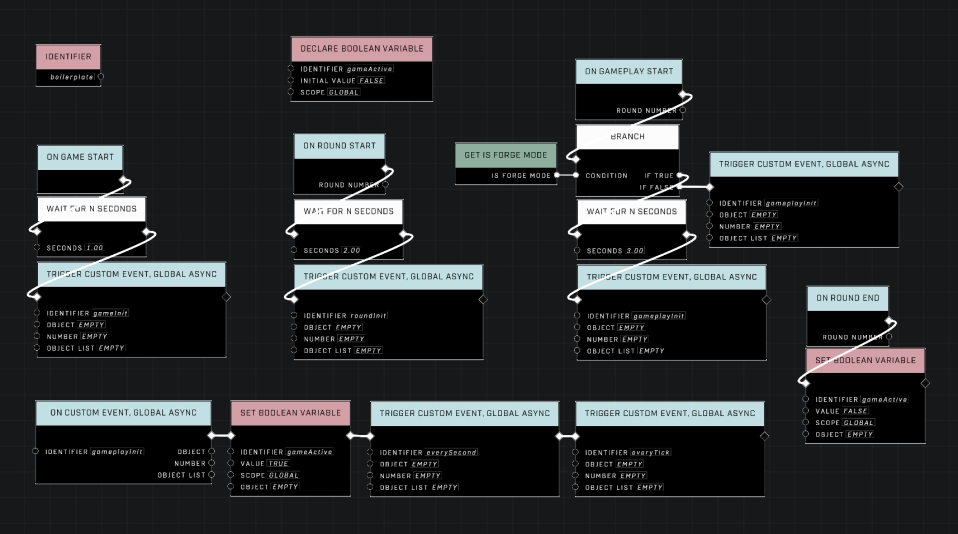 IDENTIFIER
boilerplate
DECLARE BOOLEAN VARIABLE
IDENTIFIER gameActive
INITIAL VALUE FALSE
SCOPE GLOBAL
ON GAMEPLAY START
ROUND NUMBER
BRANCH
CONDITION IF TRUE
IF FALSE
GET IS FORGE MODE
IS FORGE MODE
TRIGGER CUSTOM EVENT, GLOBAL ASYNC
IDENTIFIER gameplayInit
OBJECT EMPTY
NUMBER EMPTY
OBJECT LIST EMPTY
ON GAME START
WAIT FOR N SECONDS
SECONDS 1.00
TRIGGER CUSTOM EVENT, GLOBAL ASYNC
IDENTIFIER gameInit
OBJECT EMPTY
NUMBER EMPTY
OBJECT LIST EMPTY
ON ROUND START
ROUND NUMBER
WAIT FOR N SECONDS
SECONDS 2.00
TRIGGER CUSTOM EVENT, GLOBAL ASYNC
IDENTIFIER roundInit
OBJECT EMPTY
NUMBER EMPTY
OBJECT LIST EMPTY
WAIT FOR N SECONDS
SECONDS 3.00
TRIGGER CUSTOM EVENT, GLOBAL ASYNC
IDENTIFIER gameplayInit
OBJECT EMPTY
NUMBER EMPTY
OBJECT LIST EMPTY
ON ROUND END
ROUND NUMBER
SET BOOLEAN VARIABLE
IDENTIFIER gameActive
VALUE FALSE
SCOPE GLOBAL
OBJECT EMPTY
ON CUSTOM EVENT, GLOBAL ASYNC
IDENTIFIER gameplayInit OBJECT
NUMBER
OBJECT LIST
SET BOOLEAN VARIABLE
IDENTIFIER gameActive
VALUE TRUE
SCOPE GLOBAL
OBJECT EMPTY
TRIGGER CUSTOM EVENT, GLOBAL ASYNC
IDENTIFIER everySecond
OBJECT EMPTY
NUMBER EMPTY
OBJECT LIST EMPTY
TRIGGER CUSTOM EVENT, GLOBAL ASYNC
IDENTIFIER everyTick
OBJECT EMPTY
NUMBER EMPTY
OBJECT LIST EMPTY